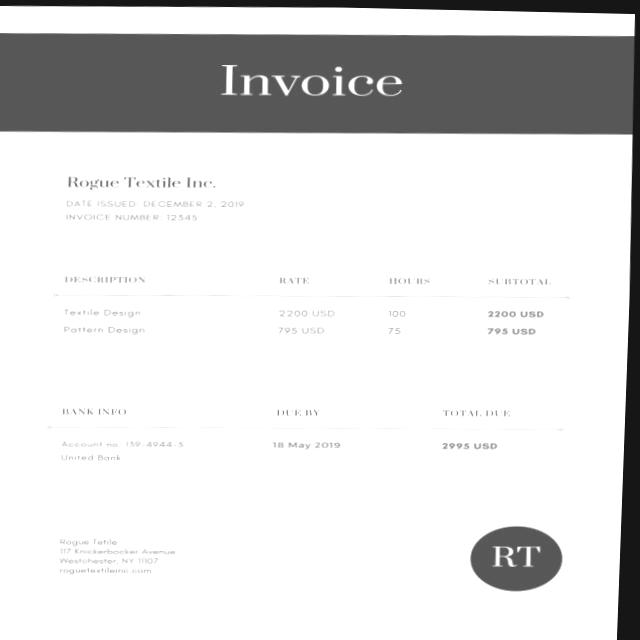 Invoice
Rogue Textile Inc.
DATE ISSUED: DECEMBER 2, 2019
INVOICE NUMBER: 12345
DESCRIPTION RATE HOURS SUBTOTAL
Textile Design 2200 USD 100 2200 USD
Pattern Design 795 USD 75 795 USD
BANK INFO DUE BY TOTAL DUE
Account no: 139-4944-5 18 May 2019 2995 USD
United Bank
Rogue Tetile
117 Knickerbocker Avenue
Westchester, NY 11107
roguetextileinc.com
RT